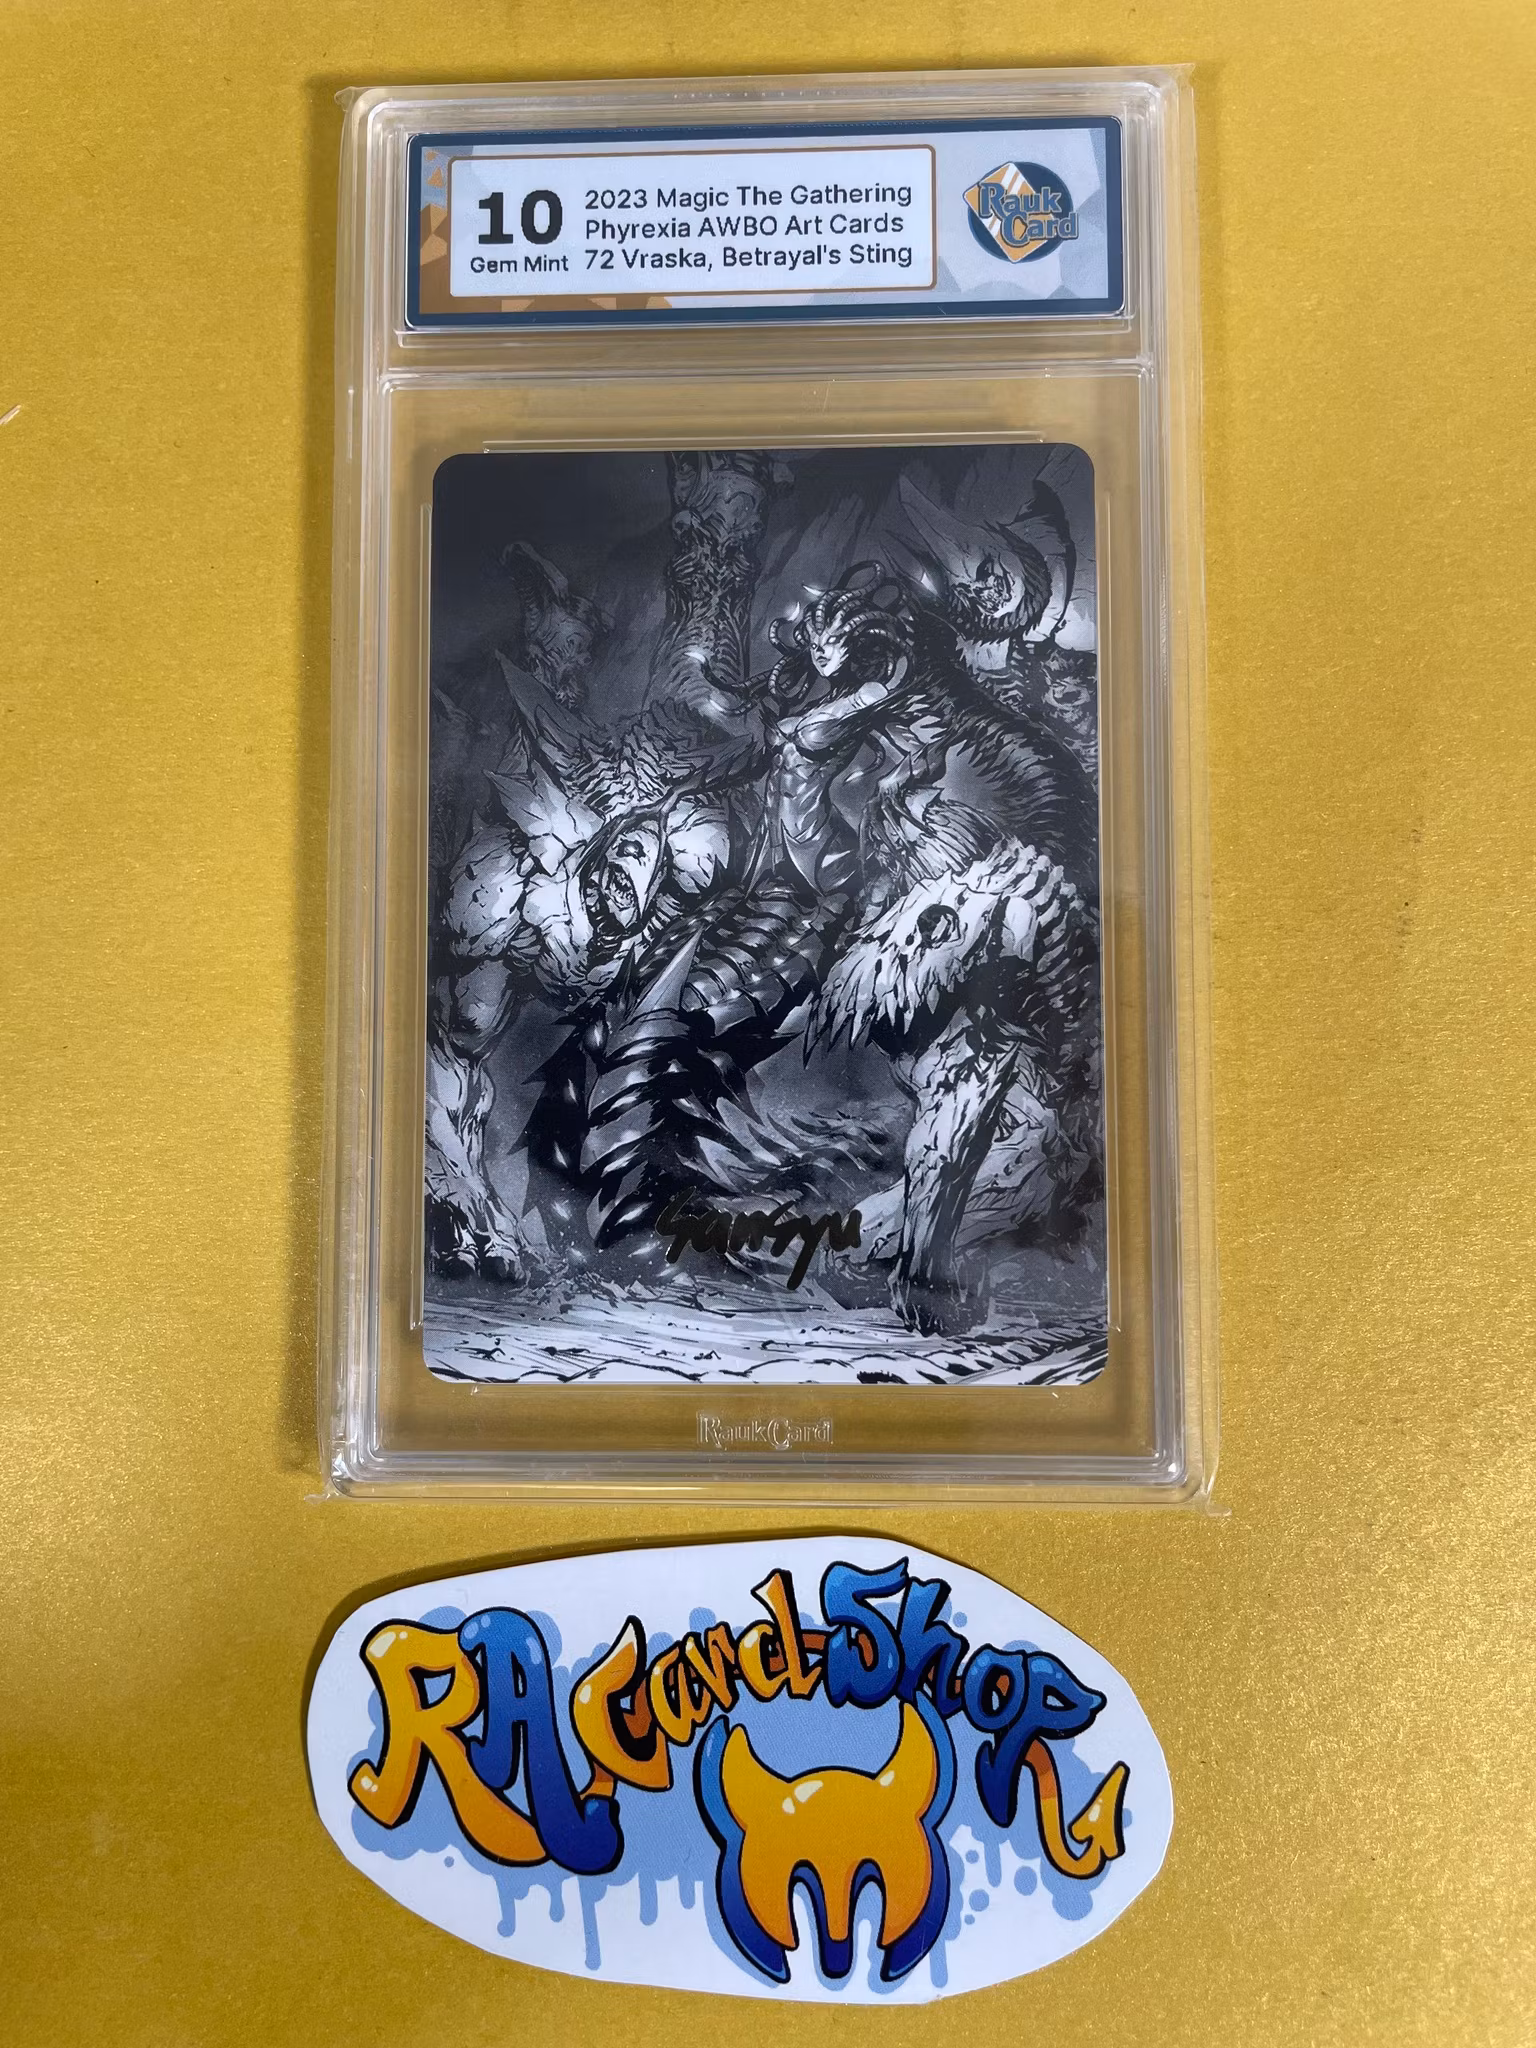 10
Gem Mint
2023 Magic The Gathering
Phyrexia AWBO Art Cards
72 Vraska, Betrayal's Sting
Rauk
Card
SamSyu
RaukCard
RA Card Shop